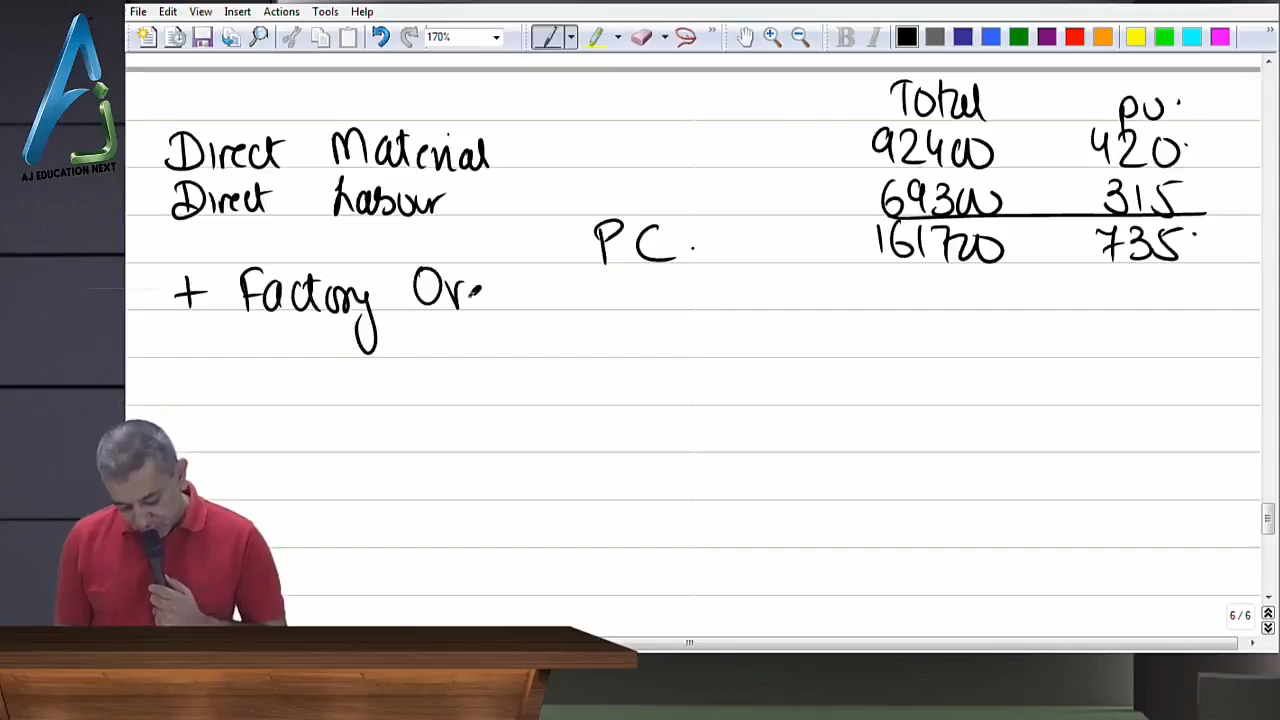 File Edit View Insert Actions Tools Help
170%
B I
AJ EDUCATION NEXT
Total pu.
Direct Material 92400 420
Direct Labour 69300 315
PC. 161700 735
+ Factory Ov
6 / 6